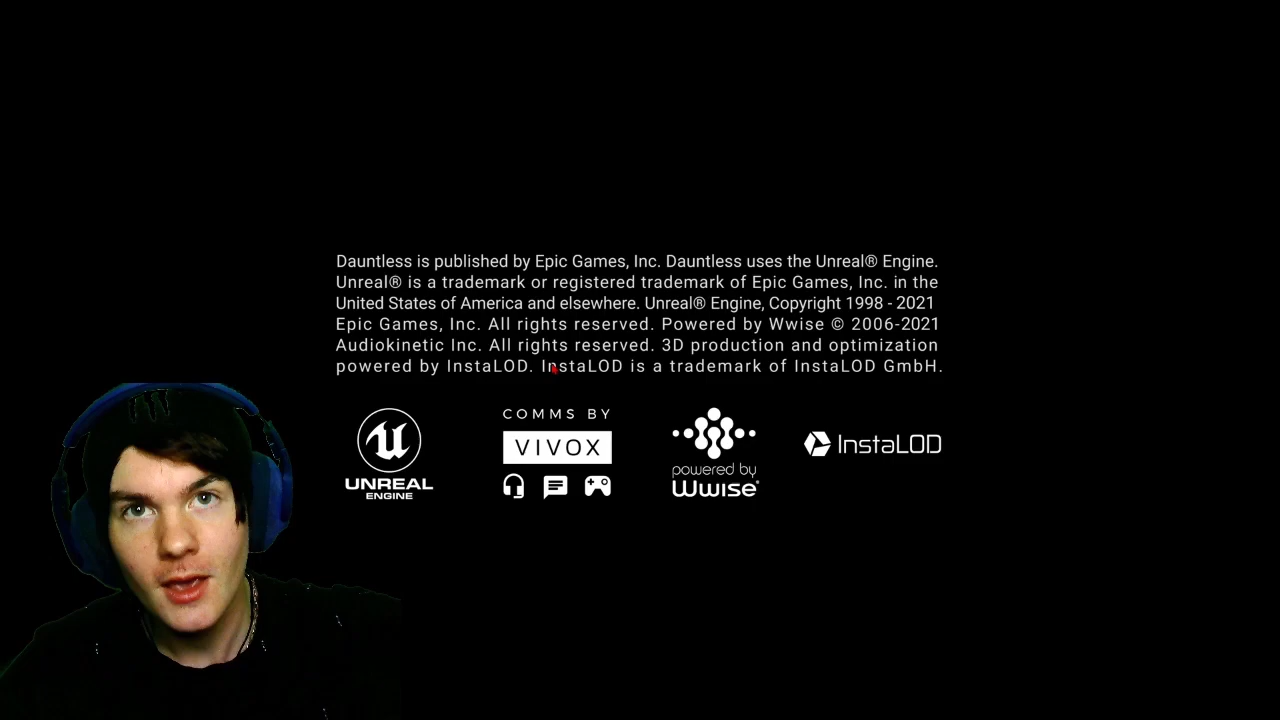 Dauntless is published by Epic Games, Inc. Dauntless uses the Unreal® Engine.
Unreal® is a trademark or registered trademark of Epic Games, Inc. in the
United States of America and elsewhere. Unreal® Engine, Copyright 1998 - 2021
Epic Games, Inc. All rights reserved. Powered by Wwise © 2006-2021
Audiokinetic Inc. All rights reserved. 3D production and optimization
powered by InstaLOD. InstaLOD is a trademark of InstaLOD GmbH.
UNREAL
ENGINE
COMMS BY
VIVOX
powered by
Wwise®
InstaLOD